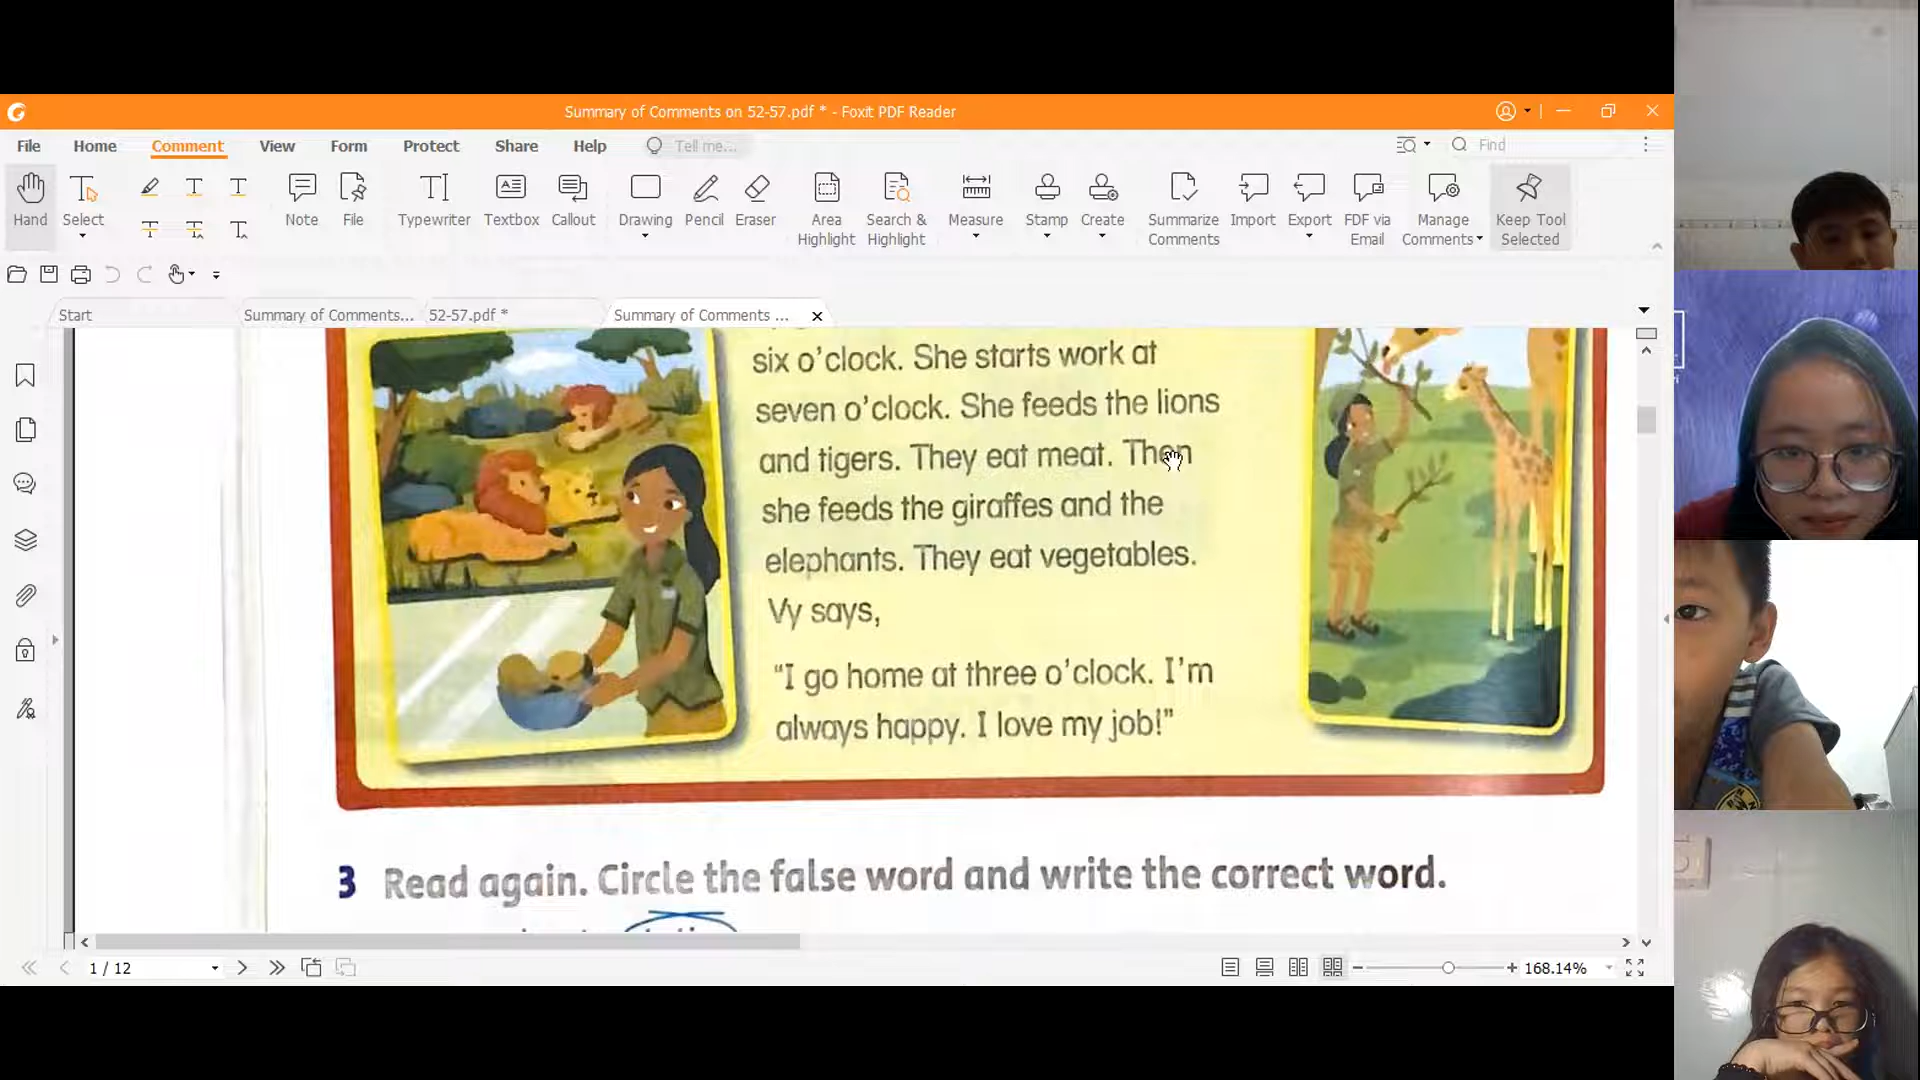 Summary of Comments on 52-57.pdf * - Foxit PDF Reader
File Home Comment View Form Protect Share Help Tell me... Find
Hand Select Note File Typewriter Textbox Callout Drawing Pencil Eraser Area Highlight Search & Highlight Measure Stamp Create Summarize Comments Import Export FDF via Email Manage Comments Keep Tool Selected
Start Summary of Comments... 52-57.pdf * Summary of Comments ...
six o'clock. She starts work at
seven o'clock. She feeds the lions
and tigers. They eat meat. Then
she feeds the giraffes and the
elephants. They eat vegetables.
Vy says,
“I go home at three o'clock. I'm
always happy. I love my job!”
3 Read again. Circle the false word and write the correct word.
1 / 12
168.14%